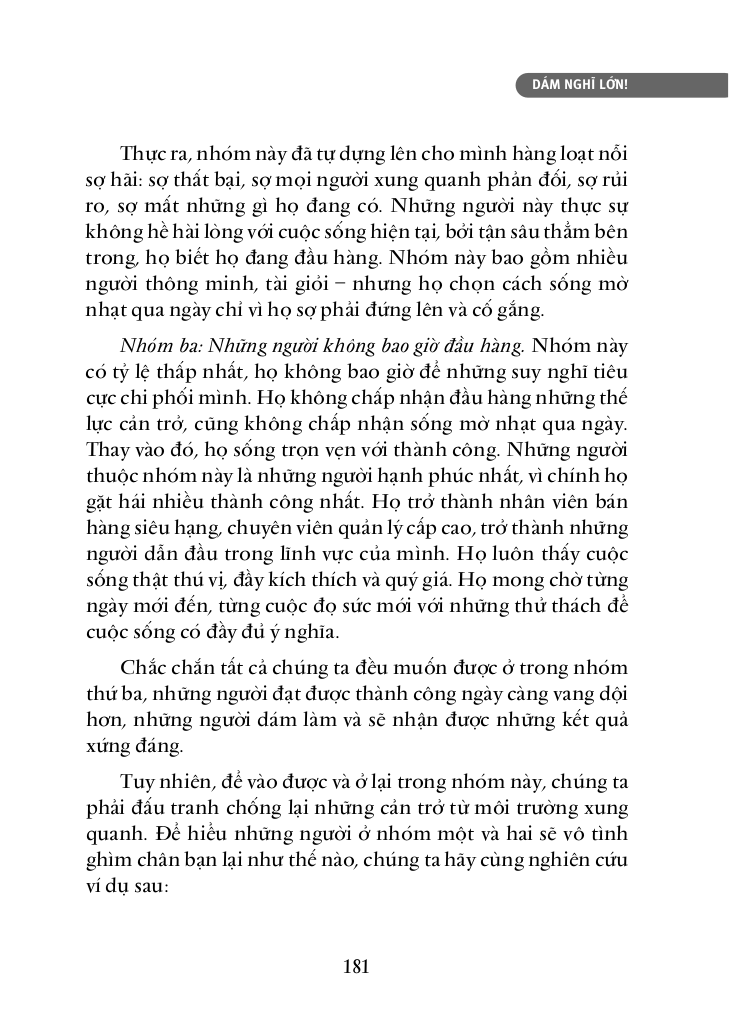 DÁM NGHĨ LỚN!
Thực ra, nhóm này đã tự dựng lên cho mình hàng loạt nỗi
sợ hãi: sợ thất bại, sợ mọi người xung quanh phản đối, sợ rủi
ro, sợ mất những gì họ đang có. Những người này thực sự
không hề hài lòng với cuộc sống hiện tại, bởi tận sâu thẳm bên
trong, họ biết họ đang đầu hàng. Nhóm này bao gồm nhiều
người thông minh, tài giỏi – nhưng họ chọn cách sống mờ
nhạt qua ngày chỉ vì họ sợ phải đứng lên và cố gắng.
Nhóm ba: Những người không bao giờ đầu hàng. Nhóm này
có tỷ lệ thấp nhất, họ không bao giờ để những suy nghĩ tiêu
cực chi phối mình. Họ không chấp nhận đầu hàng những thế
lực cản trở, cũng không chấp nhận sống mờ nhạt qua ngày.
Thay vào đó, họ sống trọn vẹn với thành công. Những người
thuộc nhóm này là những người hạnh phúc nhất, vì chính họ
gặt hái nhiều thành công nhất. Họ trở thành nhân viên bán
hàng siêu hạng, chuyên viên quản lý cấp cao, trở thành những
người dẫn đầu trong lĩnh vực của mình. Họ luôn thấy cuộc
sống thật thú vị, đầy kích thích và quý giá. Họ mong chờ từng
ngày mới đến, từng cuộc đọ sức mới với những thử thách để
cuộc sống có đầy đủ ý nghĩa.
Chắc chắn tất cả chúng ta đều muốn được ở trong nhóm
thứ ba, những người đạt được thành công ngày càng vang dội
hơn, những người dám làm và sẽ nhận được những kết quả
xứng đáng.
Tuy nhiên, để vào được và ở lại trong nhóm này, chúng ta
phải đấu tranh chống lại những cản trở từ môi trường xung
quanh. Để hiểu những người ở nhóm một và hai sẽ vô tình
ghìm chân bạn lại như thế nào, chúng ta hãy cùng nghiên cứu
ví dụ sau:
181